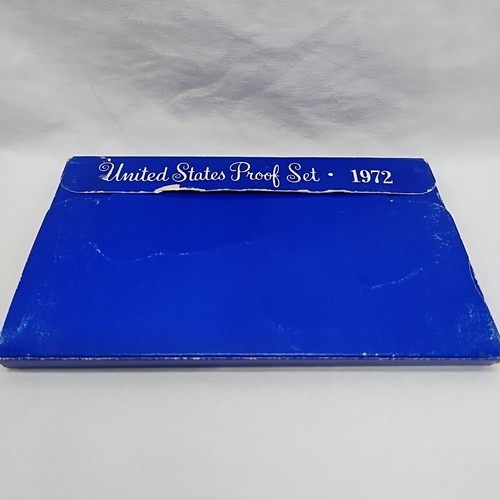 United States Proof Set • 1972